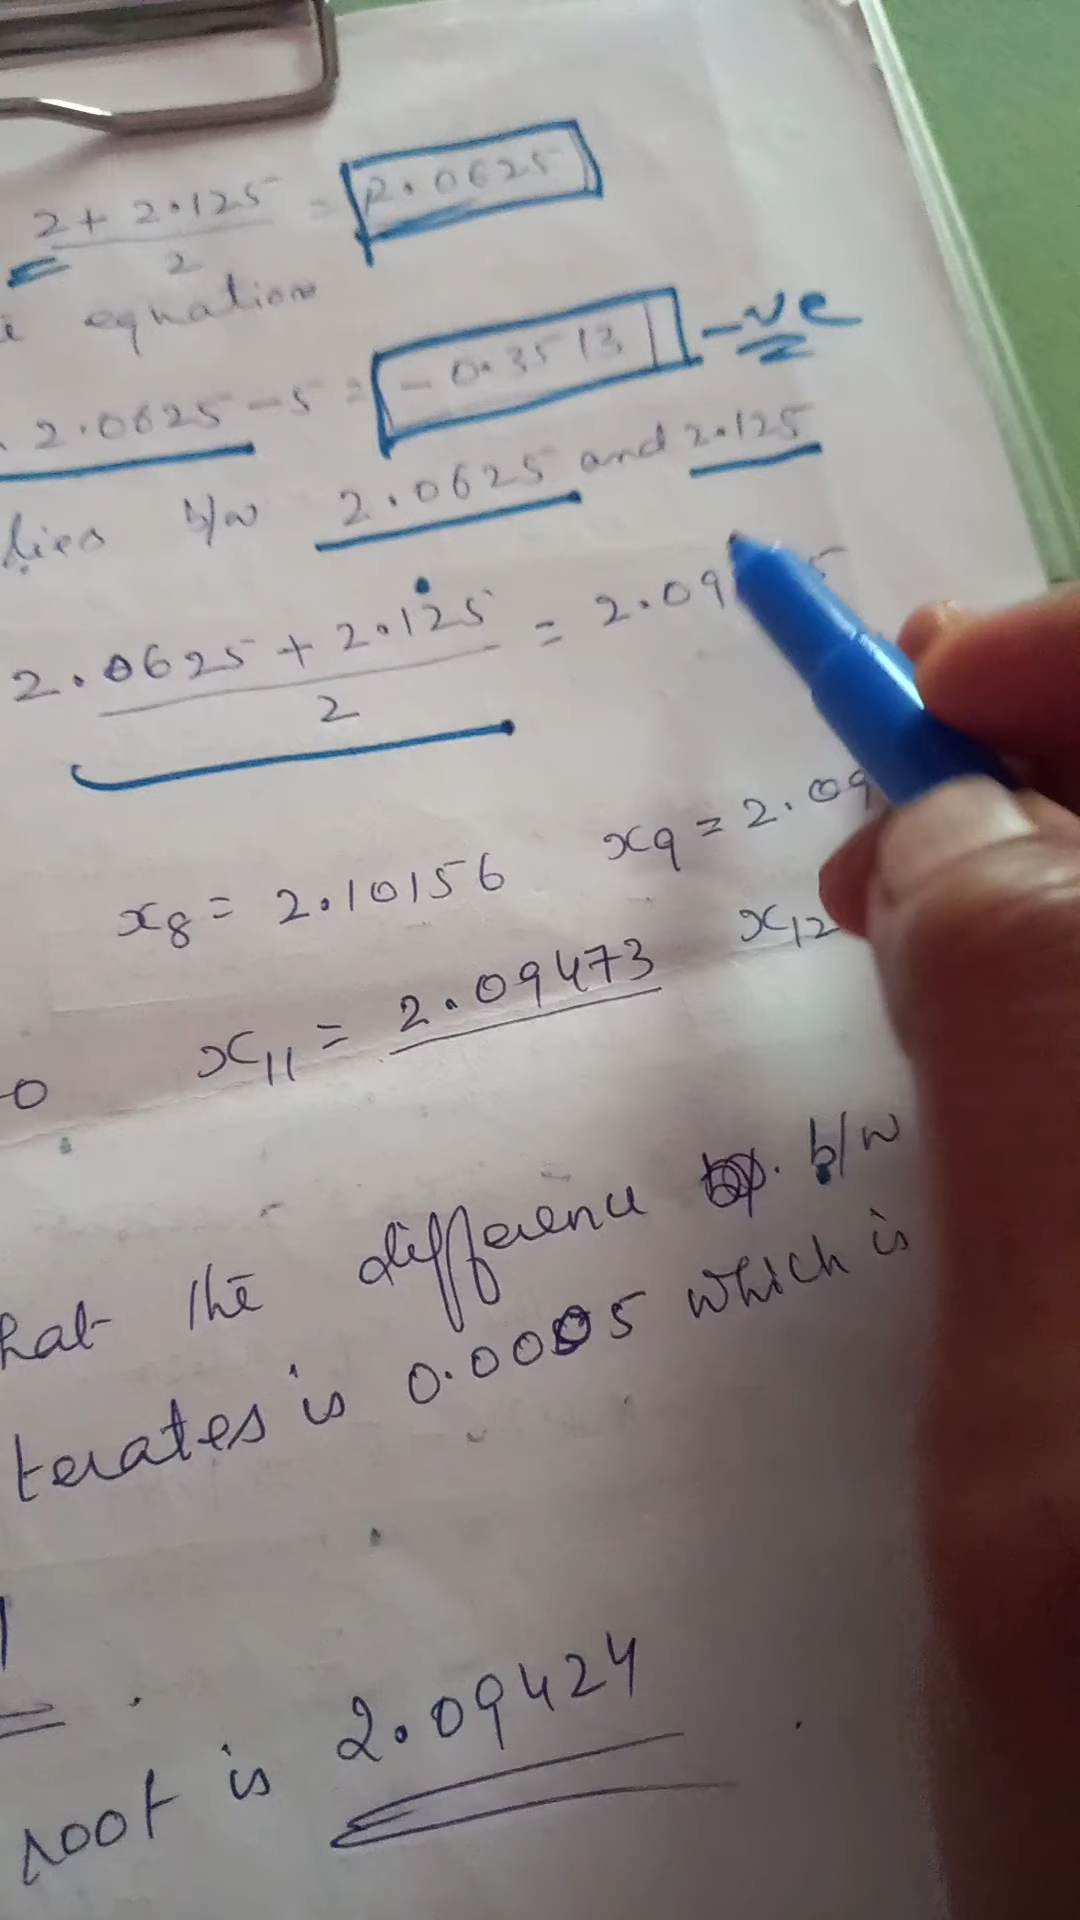 2 + 2.125 / 2 = 2.0625
equation
2.0625 - 5 = - 0.3513 -ve
lies b/w 2.0625 and 2.125
2.0625 + 2.125 / 2 = 2.09
x9 = 2.09
x8 = 2.10156
x12
x11 = 2.09473
the difference b/w
is 0.0005 which is
root is 2.09424